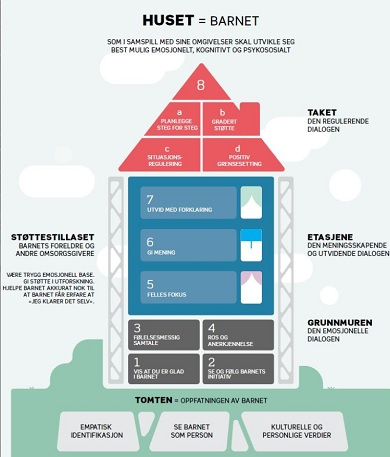 HUSET = BARNET
SOM I SAMSPILL MED SINE OMGIVELSER SKAL UTVIKLE SEG
BEST MULIG EMOSJONELT, KOGNITIVT OG PSYKOSOSIALT
8
a
PLANLEGGE
STEG FOR STEG
b
GRADERT
STØTTE
c
SITUASJONS-
REGULERING
d
POSITIV
GRENSESETTING
TAKET
DEN REGULERENDE
DIALOGEN
7
UTVID MED FORKLARING
6
GI MENING
5
FELLES FOKUS
STØTTESTILLASET
BARNETS FORELDRE OG
ANDRE OMSORGSGIVERE
VÆRE TRYGG EMOSJONELL BASE.
GI STØTTE I UTFORSKING.
HJELPE BARNET AKKURAT NOK TIL
AT BARNET FÅR ERFARE AT
«JEG KLARER DET SELV».
ETASJENE
DEN MENINGSSKAPENDE
OG UTVIDENDE DIALOGEN
3
FØLELSESMESSIG
SAMTALE
4
ROS OG
ANERKJENNELSE
1
VIS AT DU ER GLAD
I BARNET
2
SE OG FØLG BARNETS
INITIATIV
GRUNNMUREN
DEN EMOSJONELLE
DIALOGEN
TOMTEN = OPPFATNINGEN AV BARNET
EMPATISK
IDENTIFIKASJON
SE BARNET
SOM PERSON
KULTURELLE OG
PERSONLIGE VERDIER